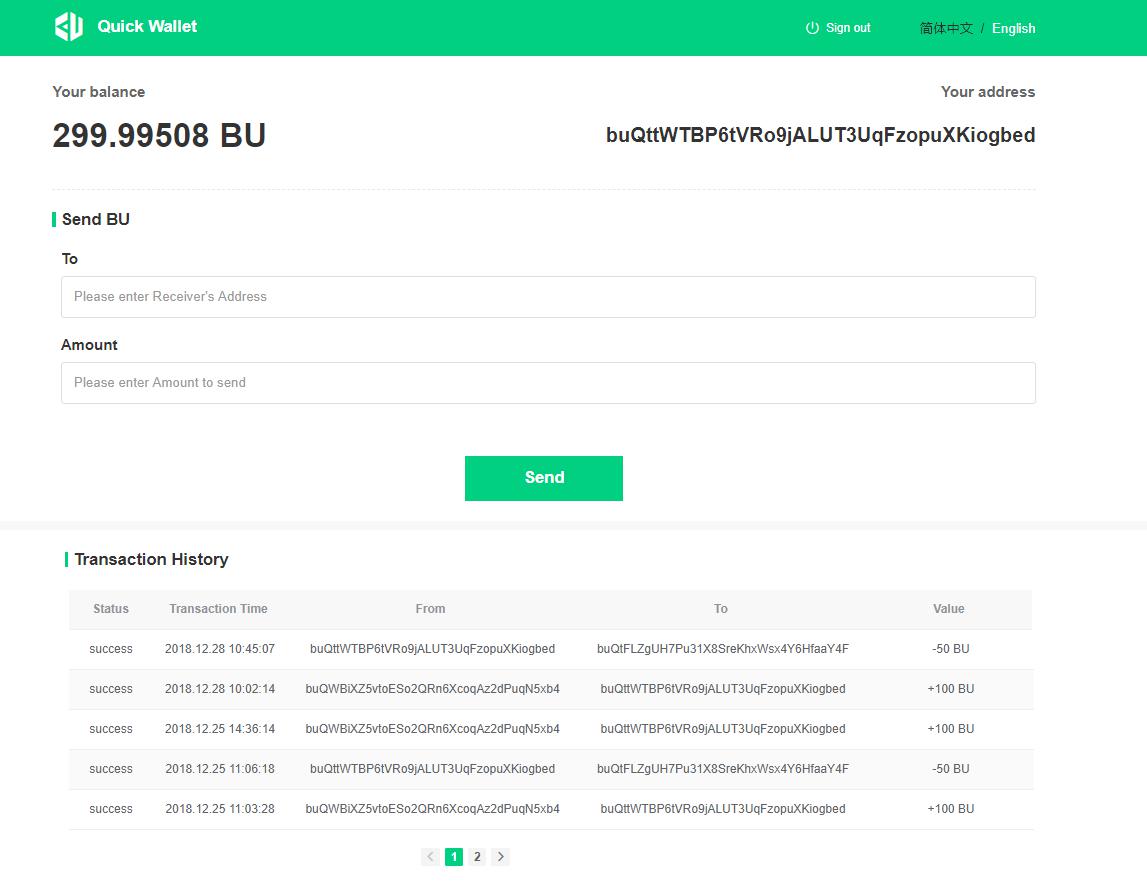 Quick Wallet
Sign out
简体中文 / English
Your balance
Your address
299.99508 BU
buQttWTBP6tVRo9jALUT3UqFzopuXKiogbed
Send BU
To
Please enter Receiver's Address
Amount
Please enter Amount to send
Send
Transaction History
Status Transaction Time From To Value
success 2018.12.28 10:45:07 buQttWTBP6tVRo9jALUT3UqFzopuXKiogbed buQtFLZgUH7Pu31X8SreKhxWsx4Y6HfaaY4F -50 BU
success 2018.12.28 10:02:14 buQWBiXZ5vtoESo2QRn6XcoqAz2dPuqN5xb4 buQttWTBP6tVRo9jALUT3UqFzopuXKiogbed +100 BU
success 2018.12.25 14:36:14 buQWBiXZ5vtoESo2QRn6XcoqAz2dPuqN5xb4 buQttWTBP6tVRo9jALUT3UqFzopuXKiogbed +100 BU
success 2018.12.25 11:06:18 buQttWTBP6tVRo9jALUT3UqFzopuXKiogbed buQtFLZgUH7Pu31X8SreKhxWsx4Y6HfaaY4F -50 BU
success 2018.12.25 11:03:28 buQWBiXZ5vtoESo2QRn6XcoqAz2dPuqN5xb4 buQttWTBP6tVRo9jALUT3UqFzopuXKiogbed +100 BU
1 2